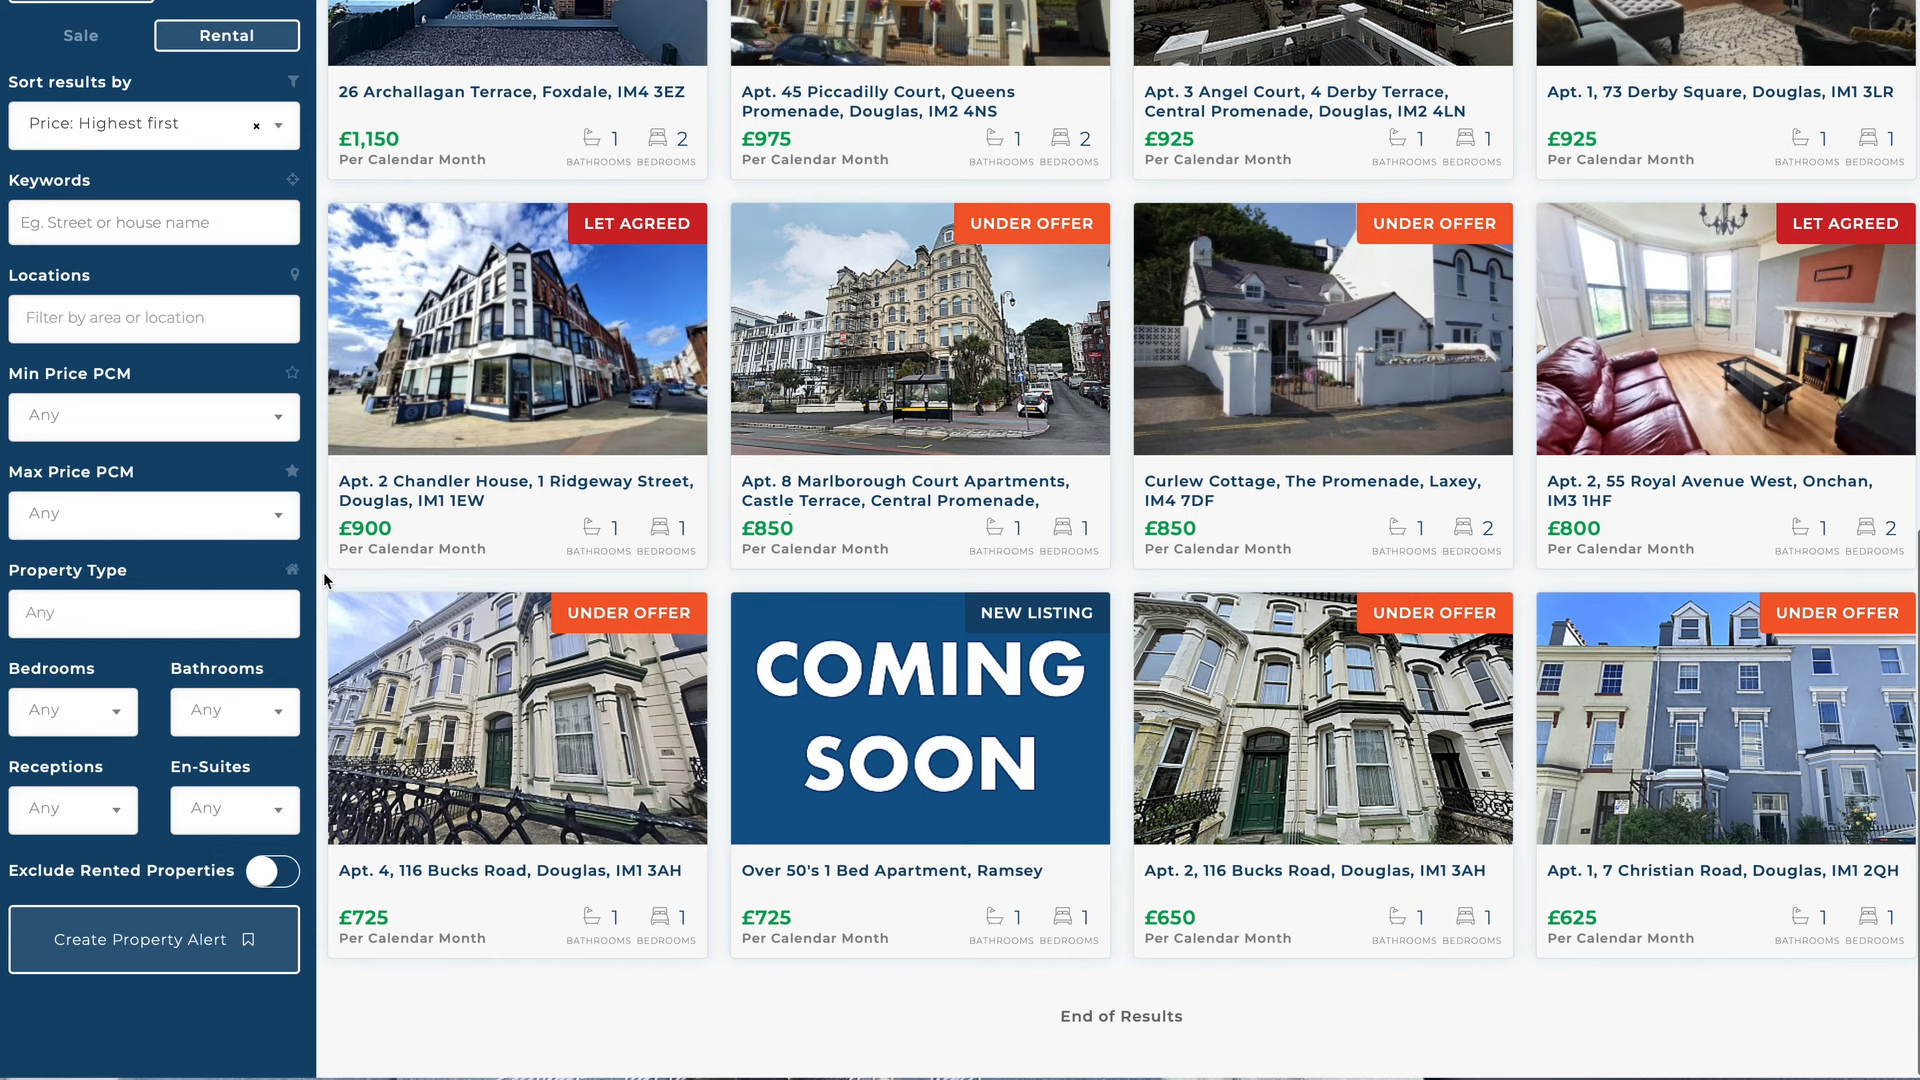 Sale
Rental
Sort results by
Price: Highest first
×
Keywords
Eg. Street or house name
Locations
Filter by area or location
Min Price PCM
Any
Max Price PCM
Any
Property Type
Any
Bedrooms
Bathrooms
Any
Any
Receptions
En-Suites
Any
Any
Exclude Rented Properties
Create Property Alert
26 Archallagan Terrace, Foxdale, IM4 3EZ
£1,150
Per Calendar Month
1
BATHROOMS
2
BEDROOMS
Apt. 45 Piccadilly Court, Queens
Promenade, Douglas, IM2 4NS
£975
Per Calendar Month
1
BATHROOMS
2
BEDROOMS
Apt. 3 Angel Court, 4 Derby Terrace,
Central Promenade, Douglas, IM2 4LN
£925
Per Calendar Month
1
BATHROOMS
1
BEDROOMS
Apt. 1, 73 Derby Square, Douglas, IM1 3LR
£925
Per Calendar Month
1
BATHROOMS
1
BEDROOMS
LET AGREED
Apt. 2 Chandler House, 1 Ridgeway Street,
Douglas, IM1 1EW
£900
Per Calendar Month
1
BATHROOMS
1
BEDROOMS
UNDER OFFER
Apt. 8 Marlborough Court Apartments,
Castle Terrace, Central Promenade,
£850
Per Calendar Month
1
BATHROOMS
1
BEDROOMS
UNDER OFFER
Curlew Cottage, The Promenade, Laxey,
IM4 7DF
£850
Per Calendar Month
1
BATHROOMS
2
BEDROOMS
LET AGREED
Apt. 2, 55 Royal Avenue West, Onchan,
IM3 1HF
£800
Per Calendar Month
1
BATHROOMS
2
BEDROOMS
UNDER OFFER
Apt. 4, 116 Bucks Road, Douglas, IM1 3AH
£725
Per Calendar Month
1
BATHROOMS
1
BEDROOMS
NEW LISTING
COMING
SOON
Over 50's 1 Bed Apartment, Ramsey
£725
Per Calendar Month
1
BATHROOMS
1
BEDROOMS
UNDER OFFER
Apt. 2, 116 Bucks Road, Douglas, IM1 3AH
£650
Per Calendar Month
1
BATHROOMS
1
BEDROOMS
UNDER OFFER
Apt. 1, 7 Christian Road, Douglas, IM1 2QH
£625
Per Calendar Month
1
BATHROOMS
1
BEDROOMS
End of Results